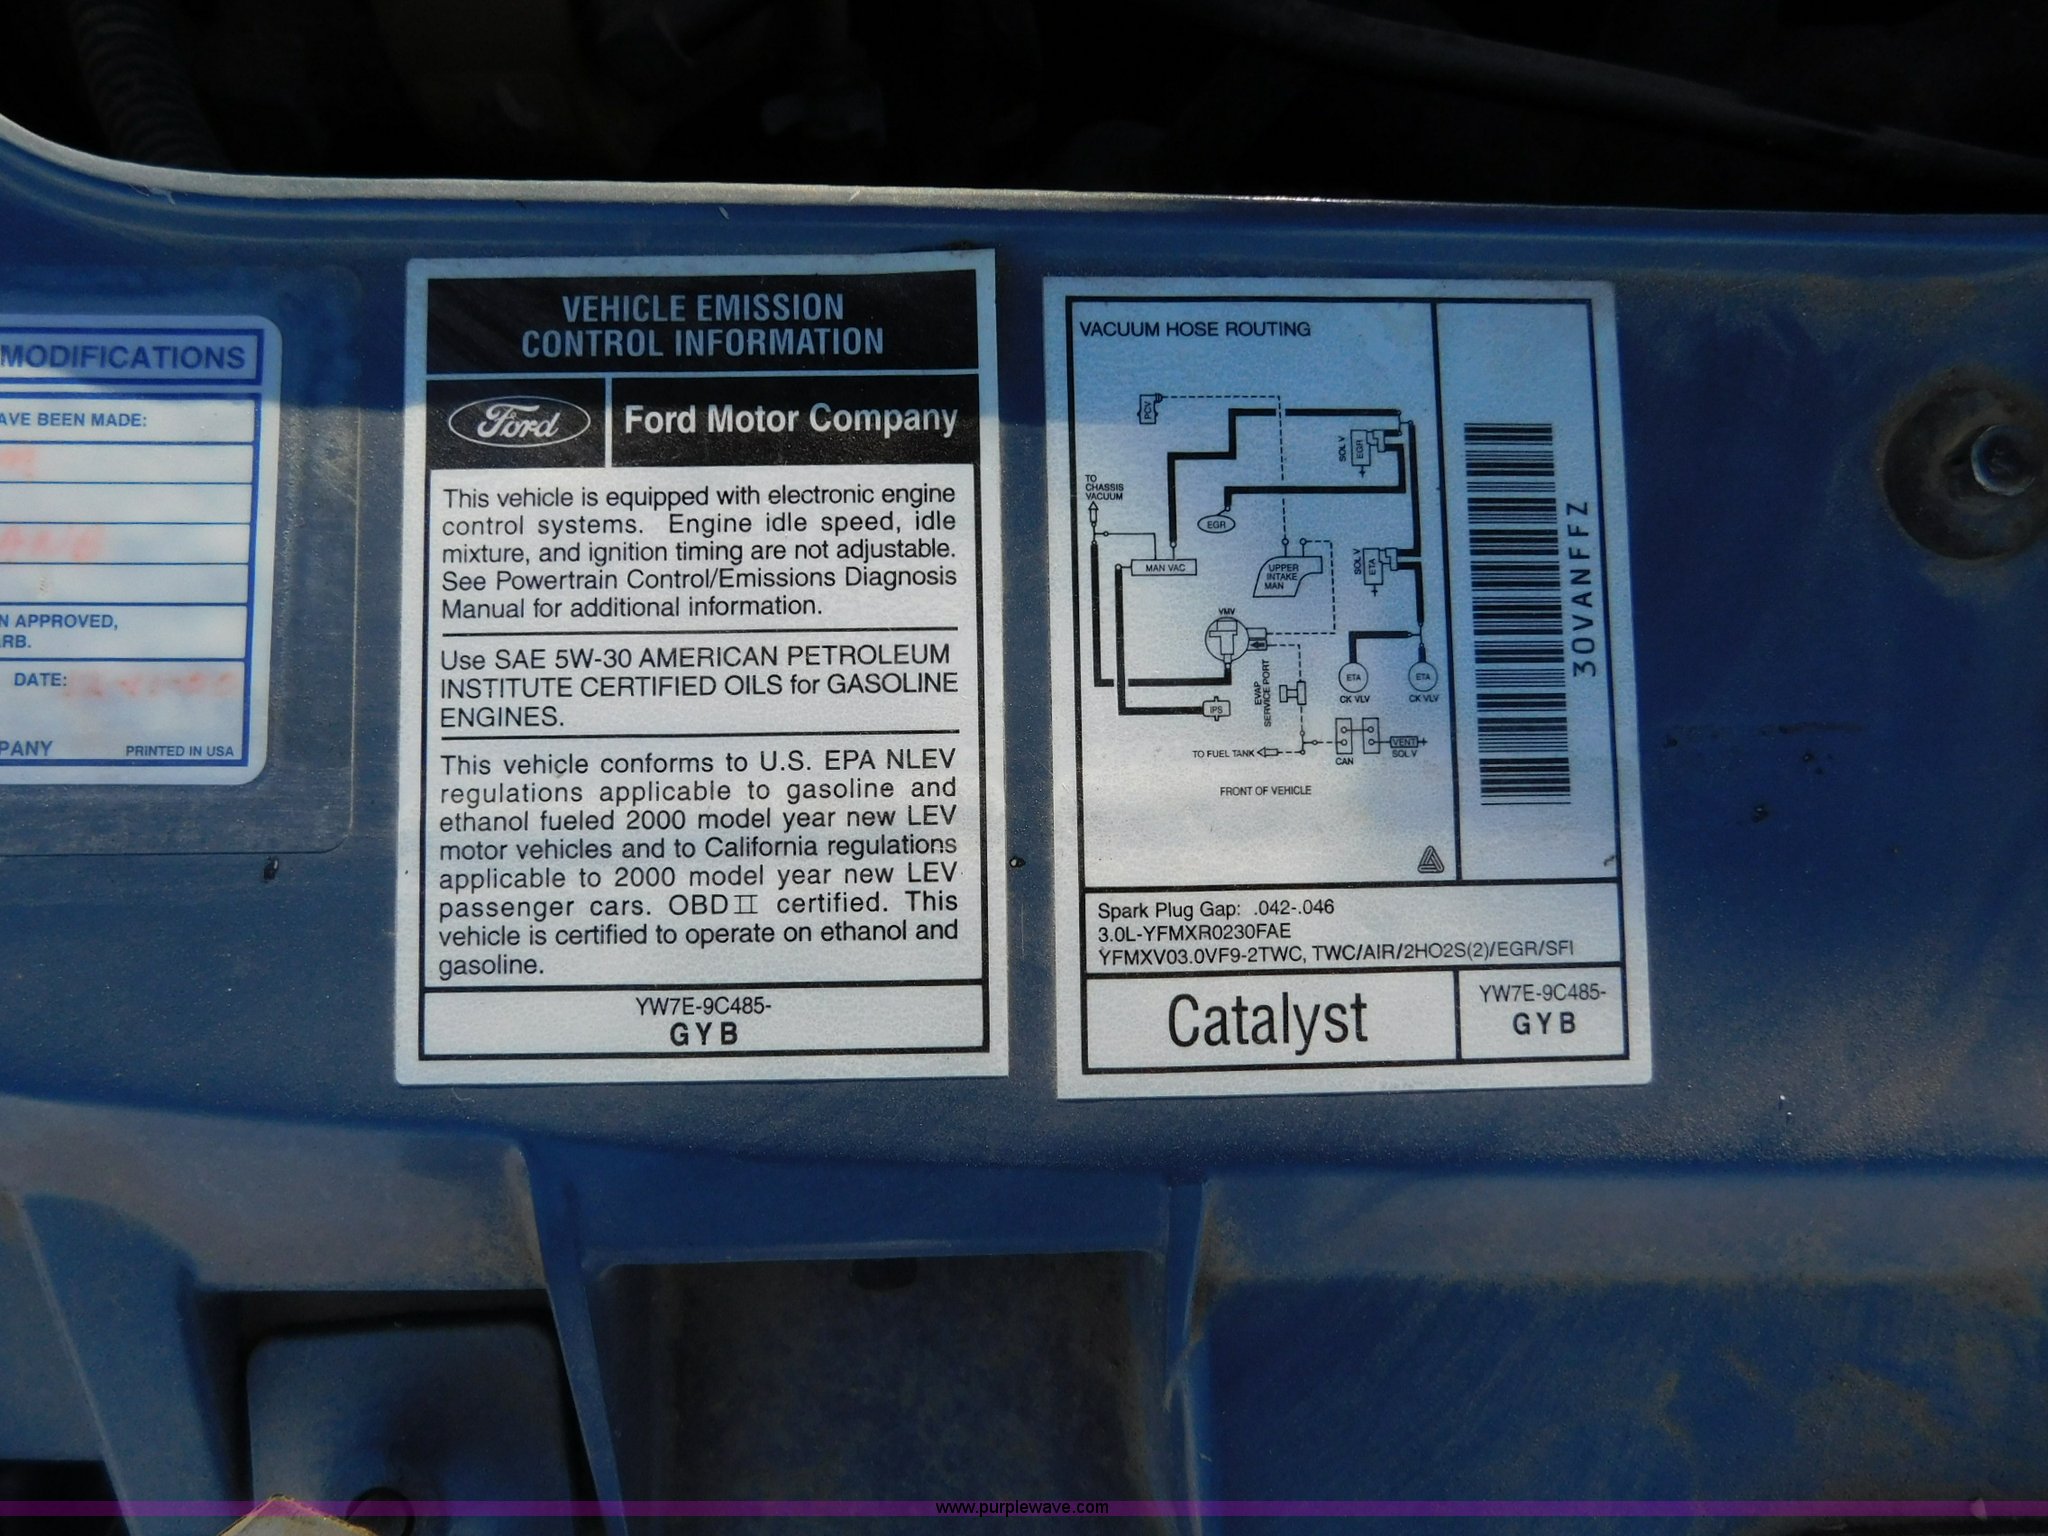 MODIFICATIONS
AVE BEEN MADE:
N APPROVED,
RB.
DATE:
PANY PRINTED IN USA
VEHICLE EMISSION
CONTROL INFORMATION
Ford Ford Motor Company
This vehicle is equipped with electronic engine
control systems. Engine idle speed, idle
mixture, and ignition timing are not adjustable.
See Powertrain Control/Emissions Diagnosis
Manual for additional information.
Use SAE 5W-30 AMERICAN PETROLEUM
INSTITUTE CERTIFIED OILS for GASOLINE
ENGINES.
This vehicle conforms to U.S. EPA NLEV
regulations applicable to gasoline and
ethanol fueled 2000 model year new LEV
motor vehicles and to California regulations
applicable to 2000 model year new LEV
passenger cars. OBD II certified. This
vehicle is certified to operate on ethanol and
gasoline.
YW7E-9C485-
GYB
VACUUM HOSE ROUTING
PCV
SOL V
EGR
TO
CHASSIS
VACUUM
EGR
MAN VAC
UPPER
INTAKE
MAN
SOL V
ETA
VMV
EVAP
SERVICE PORT
ETA
CK VLV
ETA
CK VLV
IPS
TO FUEL TANK
CAN
VENT
SOL V
FRONT OF VEHICLE
30VANFFZ
Spark Plug Gap: .042-.046
3.0L-YFMXR0230FAE
YFMXV03.0VF9-2TWC, TWC/AIR/2HO2S(2)/EGR/SFI
Catalyst
YW7E-9C485-
GYB
www.purplewave.com